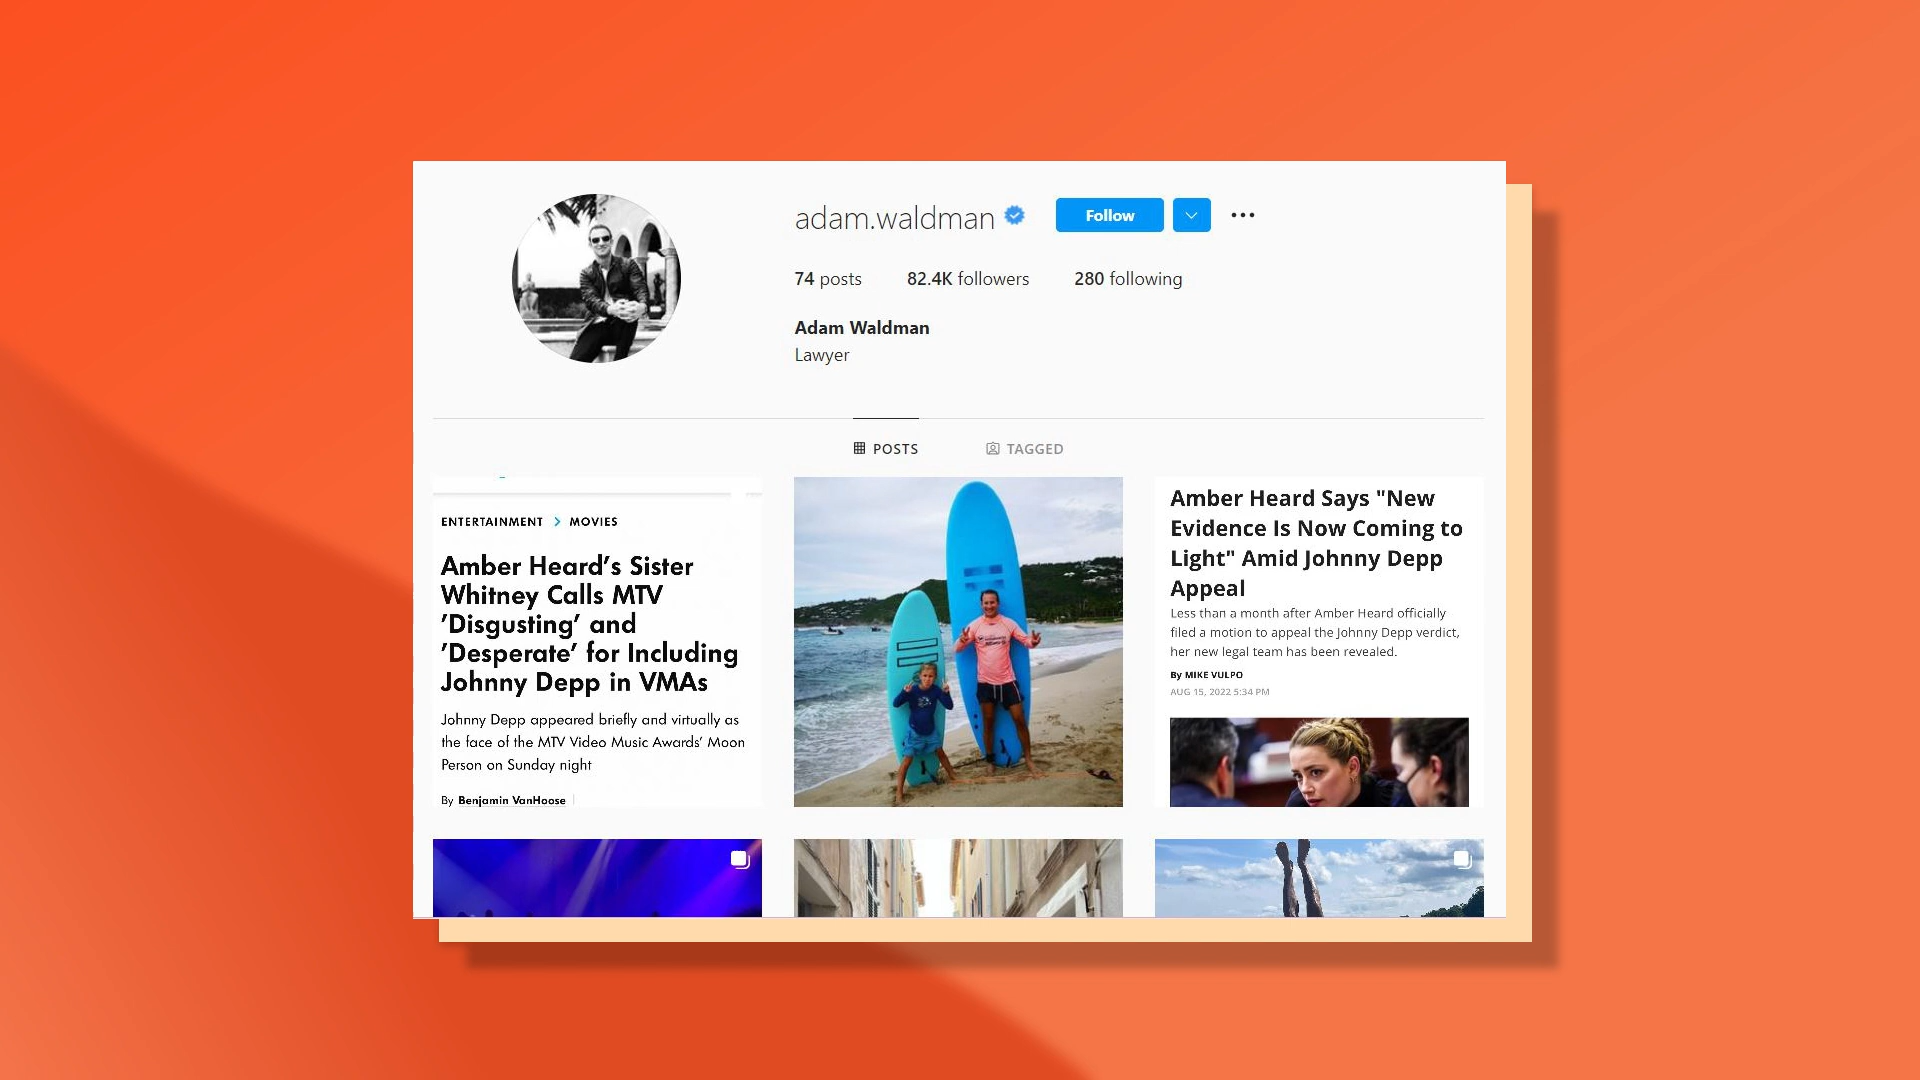 adam.waldman
Follow
74 posts 82.4K followers 280 following
Adam Waldman
Lawyer
POSTS TAGGED
ENTERTAINMENT > MOVIES
Amber Heard’s Sister
Whitney Calls MTV
’Disgusting’ and
’Desperate’ for Including
Johnny Depp in VMAs
Johnny Depp appeared briefly and virtually as
the face of the MTV Video Music Awards’ Moon
Person on Sunday night
By Benjamin VanHoose
Amber Heard Says "New
Evidence Is Now Coming to
Light" Amid Johnny Depp
Appeal
Less than a month after Amber Heard officially
filed a motion to appeal the Johnny Depp verdict,
her new legal team has been revealed.
By MIKE VULPO
AUG 15, 2022 5:34 PM